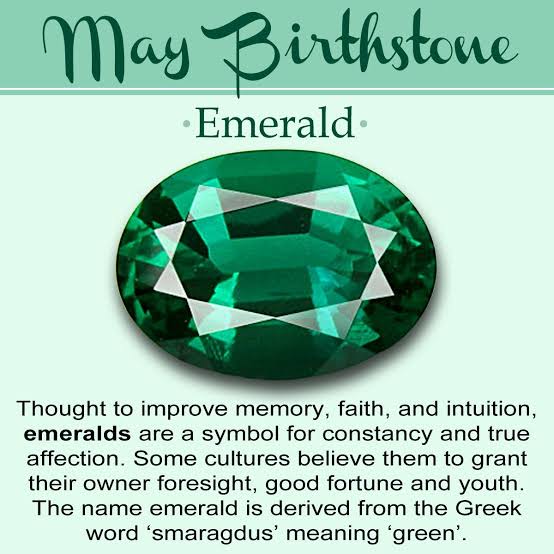 May Birthstone
•Emerald•
Thought to improve memory, faith, and intuition,
emeralds are a symbol for constancy and true
affection. Some cultures believe them to grant
their owner foresight, good fortune and youth.
The name emerald is derived from the Greek
word ‘smaragdus’ meaning ‘green’.